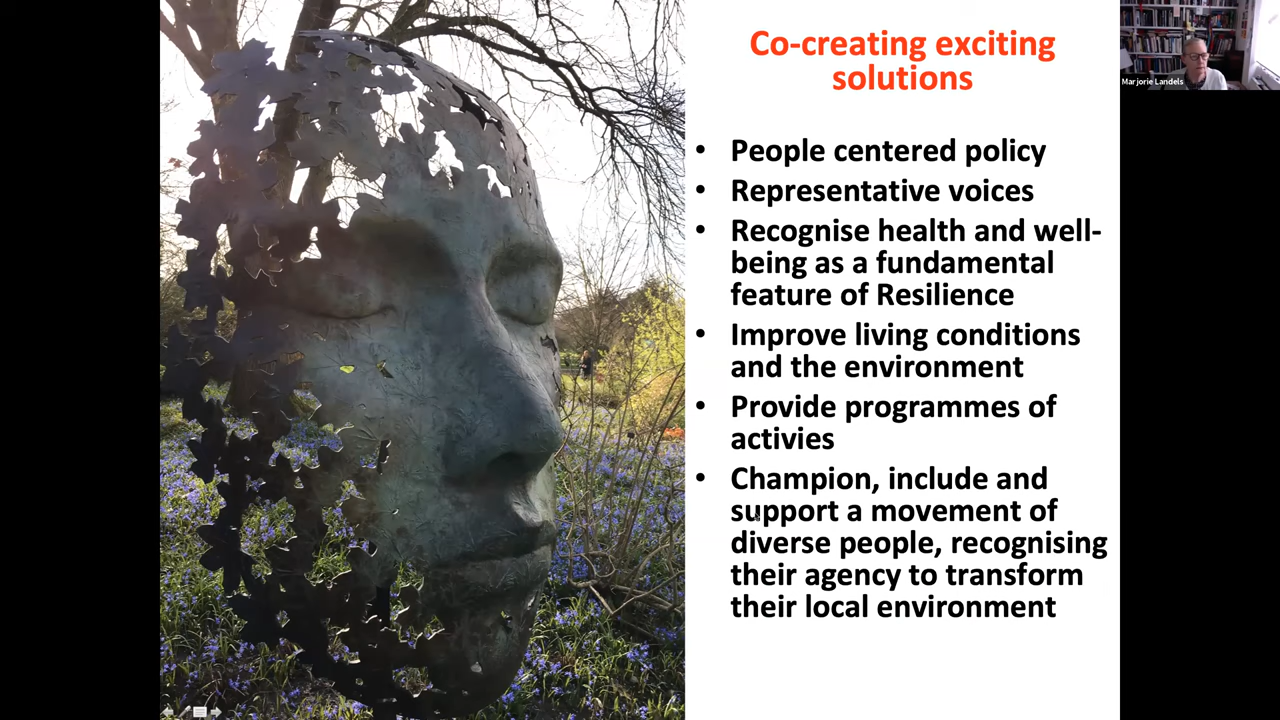 Co-creating exciting
solutions
• People centered policy
• Representative voices
• Recognise health and well-
being as a fundamental
feature of Resilience
• Improve living conditions
and the environment
• Provide programmes of
activies
• Champion, include and
support a movement of
diverse people, recognising
their agency to transform
their local environment
Marjorie Landels